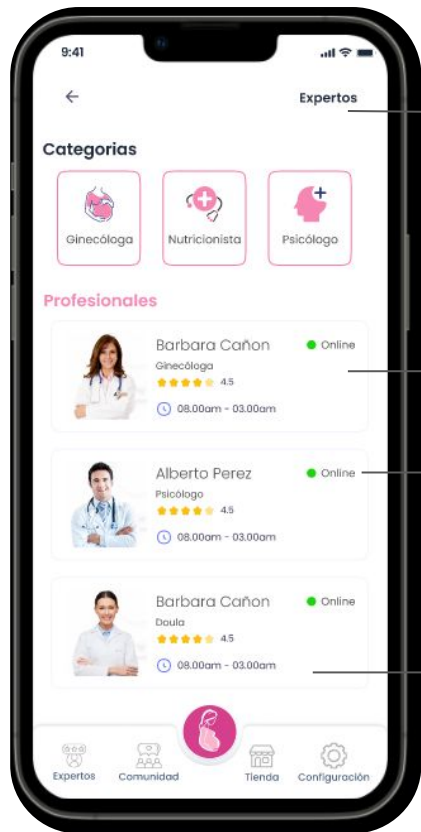 9:41
Expertos
Categorias
Ginecóloga
Nutricionista
Psicólogo
Profesionales
Barbara Cañon
Online
Ginecóloga
4.5
08.00am - 03.00am
Alberto Perez
Online
Psicólogo
4.5
08.00am - 03.00am
Barbara Cañon
Online
Doula
4.5
08.00am - 03.00am
Expertos
Comunidad
Tienda
Configuración